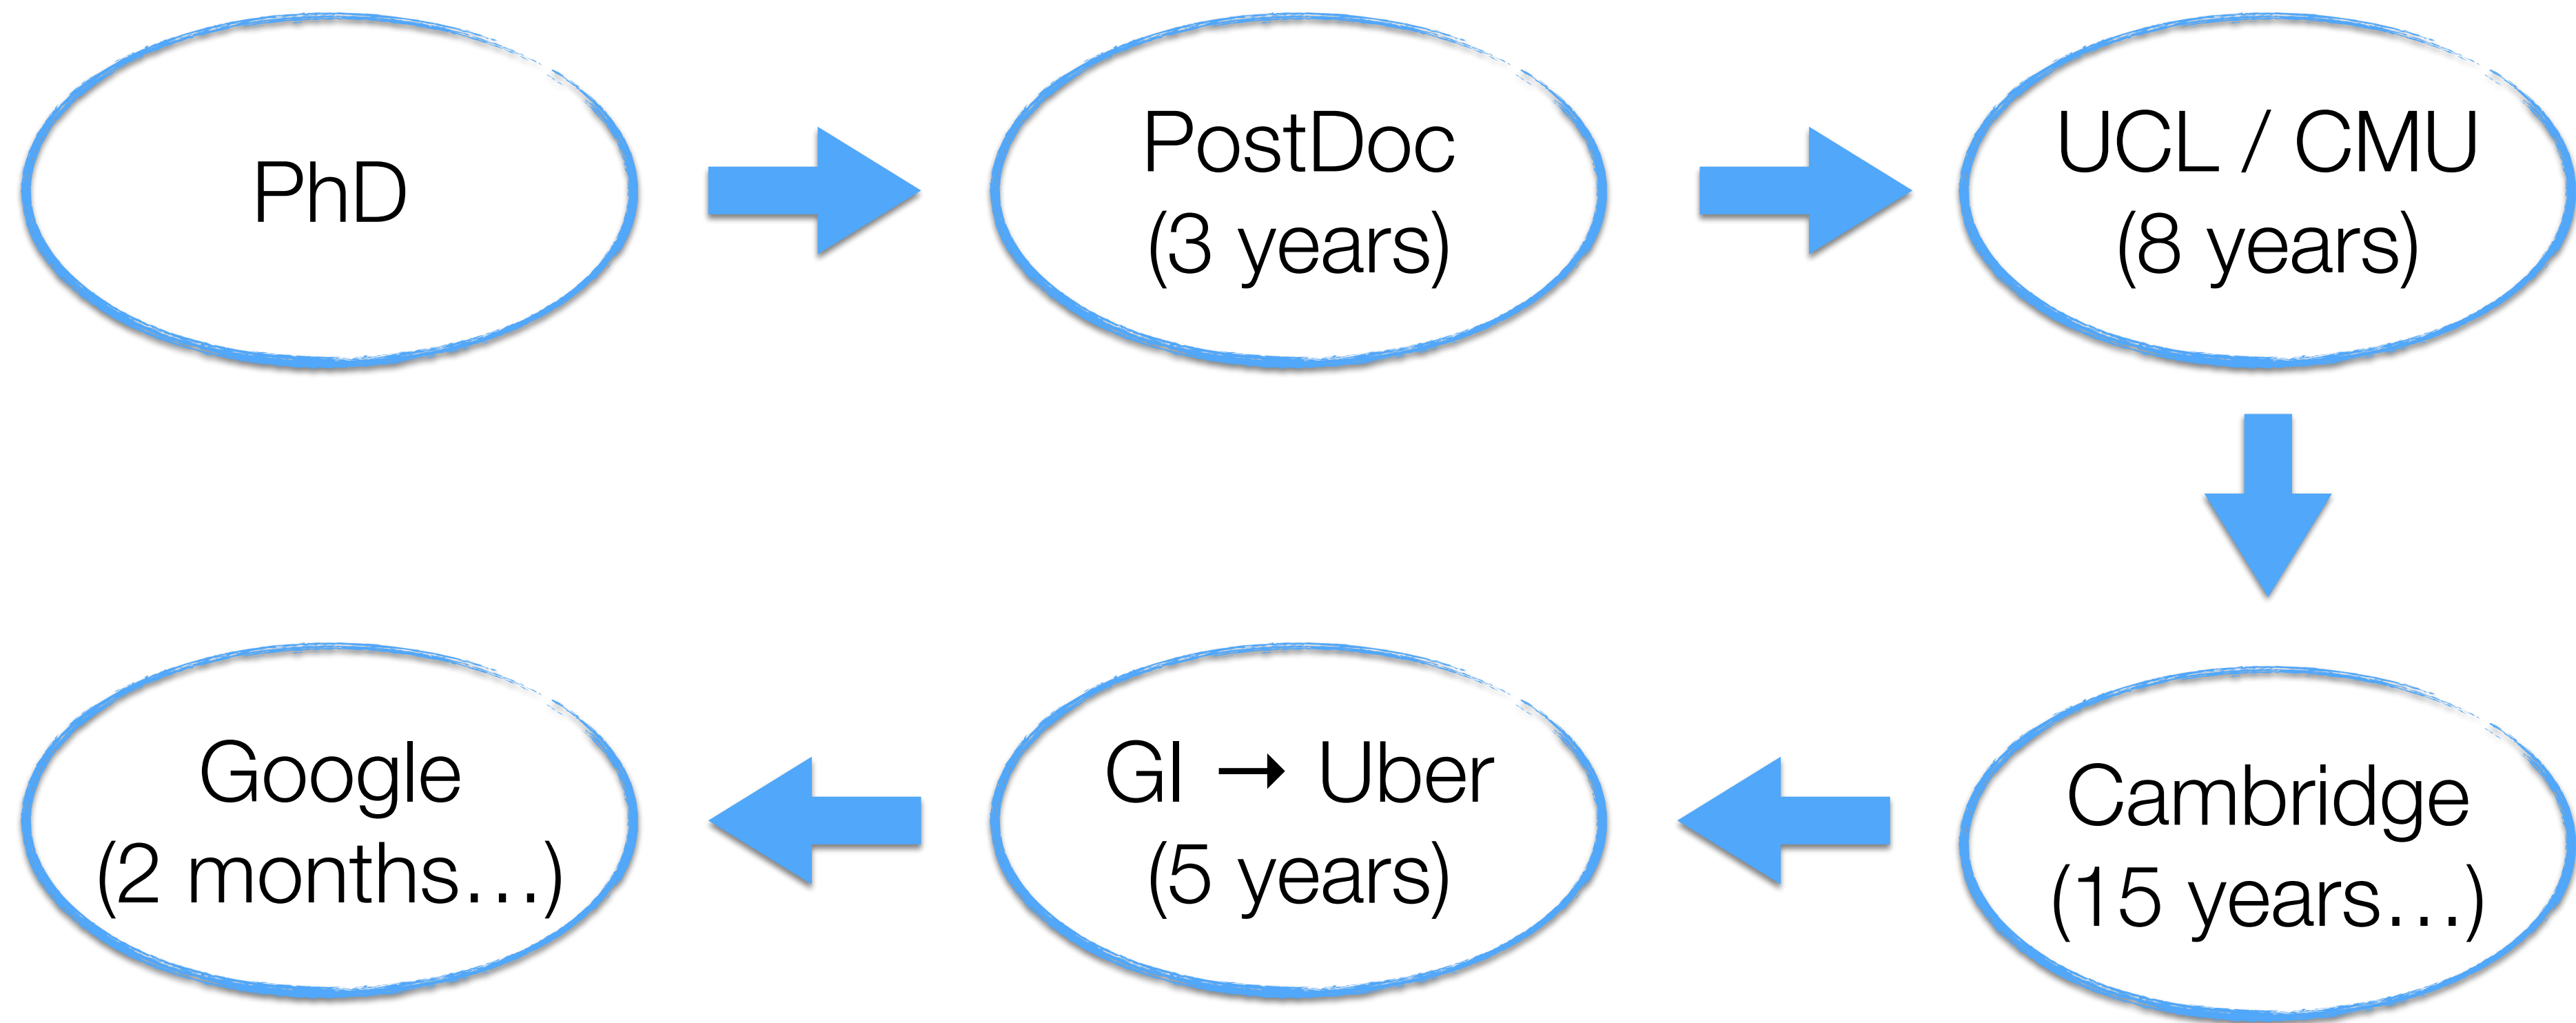 PhD
PostDoc
(3 years)
UCL / CMU
(8 years)
Cambridge
(15 years…)
GI → Uber
(5 years)
Google
(2 months…)